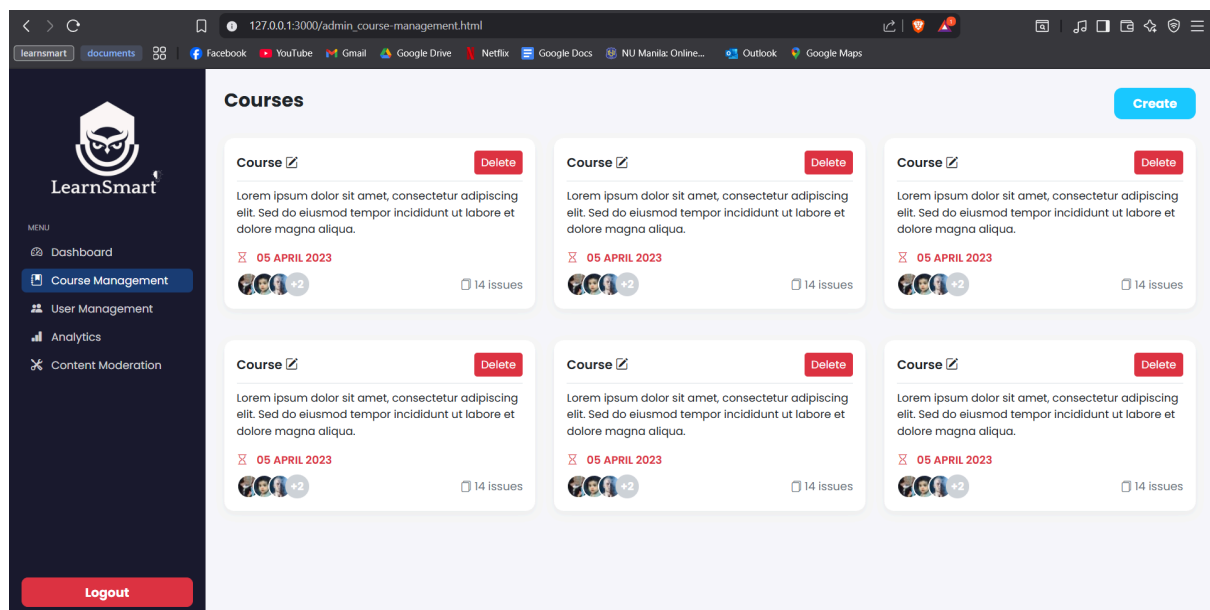 127.0.0.1:3000/admin_course-management.html
learnsmart documents Facebook YouTube Gmail Google Drive Netflix Google Docs NU Manila: Online... Outlook Google Maps
LearnSmart
MENU
Dashboard
Course Management
User Management
Analytics
Content Moderation
Logout
Courses Create
Course Delete
Lorem ipsum dolor sit amet, consectetur adipiscing
elit. Sed do eiusmod tempor incididunt ut labore et
dolore magna aliqua.
05 APRIL 2023
+2 14 issues
Course Delete
Lorem ipsum dolor sit amet, consectetur adipiscing
elit. Sed do eiusmod tempor incididunt ut labore et
dolore magna aliqua.
05 APRIL 2023
+2 14 issues
Course Delete
Lorem ipsum dolor sit amet, consectetur adipiscing
elit. Sed do eiusmod tempor incididunt ut labore et
dolore magna aliqua.
05 APRIL 2023
+2 14 issues
Course Delete
Lorem ipsum dolor sit amet, consectetur adipiscing
elit. Sed do eiusmod tempor incididunt ut labore et
dolore magna aliqua.
05 APRIL 2023
+2 14 issues
Course Delete
Lorem ipsum dolor sit amet, consectetur adipiscing
elit. Sed do eiusmod tempor incididunt ut labore et
dolore magna aliqua.
05 APRIL 2023
+2 14 issues
Course Delete
Lorem ipsum dolor sit amet, consectetur adipiscing
elit. Sed do eiusmod tempor incididunt ut labore et
dolore magna aliqua.
05 APRIL 2023
+2 14 issues